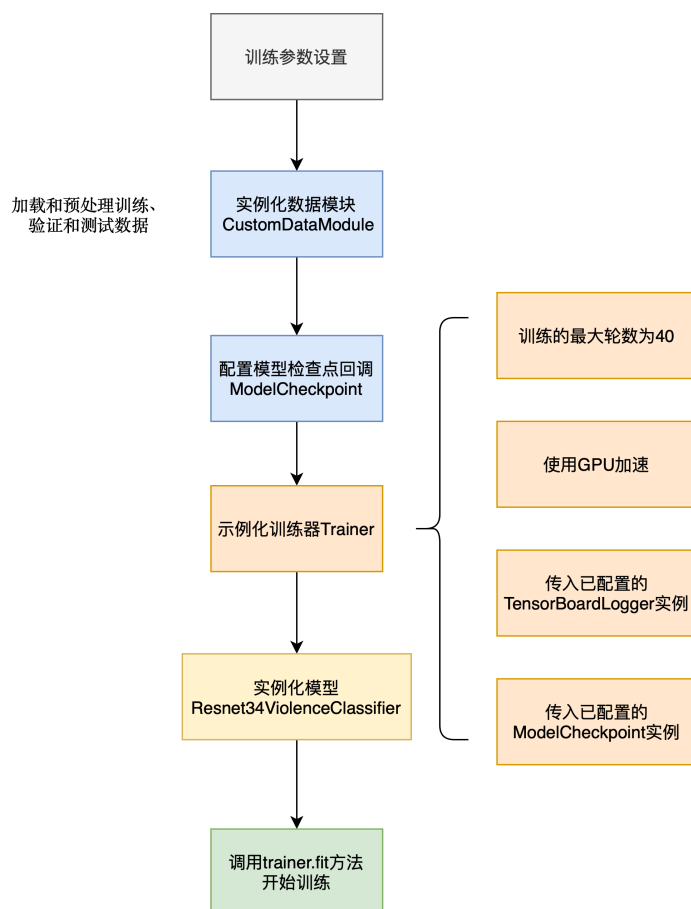 训练参数设置
加载和预处理训练、
验证和测试数据
实例化数据模块
CustomDataModule
配置模型检查点回调
ModelCheckpoint
示例化训练器Trainer
训练的最大轮数为40
使用GPU加速
传入已配置的
TensorBoardLogger实例
传入已配置的
ModelCheckpoint实例
实例化模型
Resnet34ViolenceClassifier
调用trainer.fit方法
开始训练